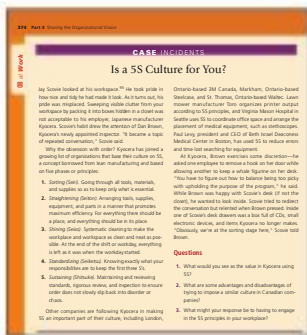 374 Part 4 Sharing the Organizational Vision
OB at Work
CASE INCIDENTS
Is a 5S Culture for You?
Jay Scovie looked at his workspace. He took pride in
how nice and tidy he had made it look. As it turns out, his
pride was misplaced. Sweeping visible clutter from your
workspace by packing it into boxes hidden in a closet was
not acceptable to his employer, Japanese manufacturer
Kyocera. Scovie's habit drew the attention of Dan Brown,
Kyocera's newly appointed inspector. "It became a topic
of repeated conversation," Scovie said.
Why the obsession with order? Kyocera has joined a
growing list of organizations that base their culture on 5S,
a concept borrowed from lean manufacturing and based
on five phases or principles:
1. Sorting (Seiri). Going through all tools, materials,
and supplies so as to keep only what is essential.
2. Straightening (Seiton). Arranging tools, supplies,
equipment, and parts in a manner that promotes
maximum efficiency. For everything there should be
a place, and everything should be in its place.
3. Shining (Seiso). Systematic cleaning to make the
workplace and workspace as clean and neat as pos-
sible. At the end of the shift or workday, everything
is left as it was when the workday started.
4. Standardizing (Seiketsu). Knowing exactly what your
responsibilities are to keep the first three S's.
5. Sustaining (Shitsuke). Maintaining and reviewing
standards, rigorous review, and inspection to ensure
order does not slowly slip back into disorder or
chaos.
Other companies are following Kyocera in making
5S an important part of their culture, including London,
Ontario-based 3M Canada, Markham, Ontario-based
Steelcase, and St. Thomas, Ontario-based Waltec. Lawn
mower manufacturer Toro organizes printer output
according to 5S principles, and Virginia Mason Hospital in
Seattle uses 5S to coordinate office space and arrange the
placement of medical equipment, such as stethoscopes.
Paul Levy, president and CEO of Beth Israel Deaconess
Medical Center in Boston, has used 5S to reduce errors
and time lost searching for equipment.
At Kyocera, Brown exercises some discretion—he
asked one employee to remove a hook on her door while
allowing another to keep a whale figurine on her desk.
"You have to figure out how to balance being too picky
with upholding the purpose of the program," he said.
While Brown was happy with Scovie's desk (if not the
closet), he wanted to look inside. Scovie tried to redirect
the conversation but relented when Brown pressed. Inside
one of Scovie's desk drawers was a box full of CDs, small
electronic devices, and items Kyocera no longer makes.
"Obviously, we're at the sorting stage here," Scovie told
Brown.
Questions
1. What would you see as the value in Kyocera using
5S?
2. What are some advantages and disadvantages of
trying to impose a similar culture in Canadian com-
panies?
3. What might your response be to having to engage
in the 5S principles in your workplace?